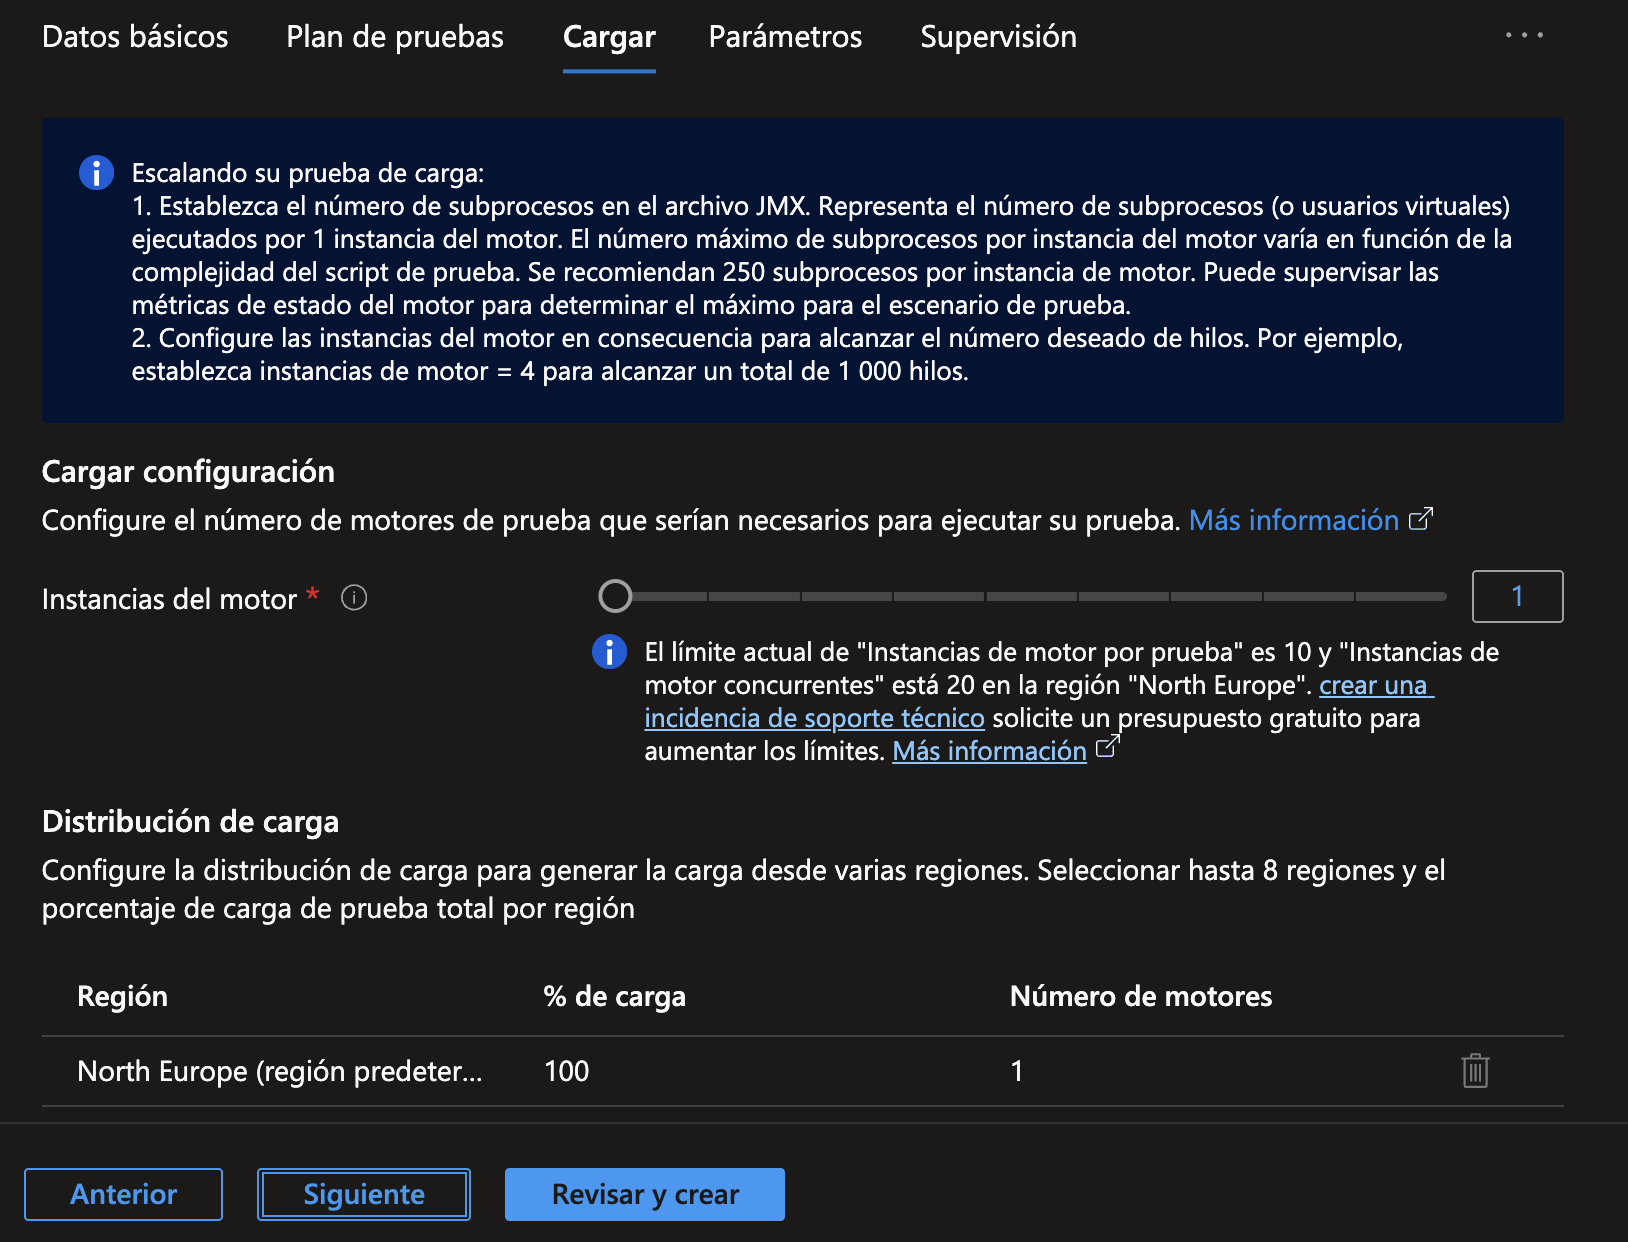 Datos básicos Plan de pruebas Cargar Parámetros Supervisión ...
Escalando su prueba de carga:
1. Establezca el número de subprocesos en el archivo JMX. Representa el número de subprocesos (o usuarios virtuales)
ejecutados por 1 instancia del motor. El número máximo de subprocesos por instancia del motor varía en función de la
complejidad del script de prueba. Se recomiendan 250 subprocesos por instancia de motor. Puede supervisar las
métricas de estado del motor para determinar el máximo para el escenario de prueba.
2. Configure las instancias del motor en consecuencia para alcanzar el número deseado de hilos. Por ejemplo,
establezca instancias de motor = 4 para alcanzar un total de 1 000 hilos.
Cargar configuración
Configure el número de motores de prueba que serían necesarios para ejecutar su prueba. Más información
Instancias del motor * 1
El límite actual de "Instancias de motor por prueba" es 10 y "Instancias de
motor concurrentes" está 20 en la región "North Europe". crear una
incidencia de soporte técnico solicite un presupuesto gratuito para
aumentar los límites. Más información
Distribución de carga
Configure la distribución de carga para generar la carga desde varias regiones. Seleccionar hasta 8 regiones y el
porcentaje de carga de prueba total por región
Región % de carga Número de motores
North Europe (región predeter... 100 1
Anterior Siguiente Revisar y crear